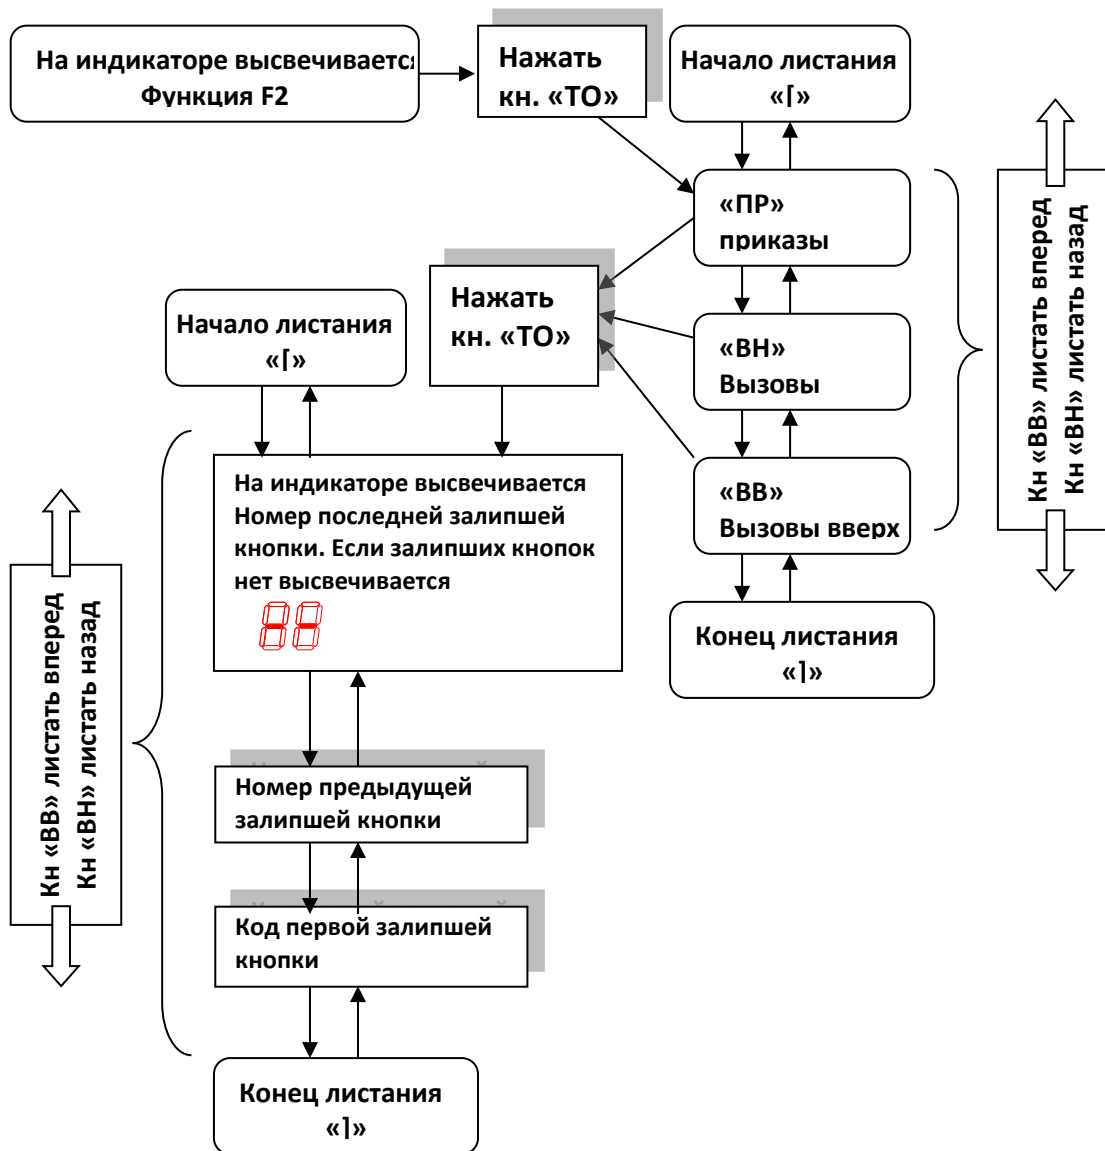 На индикаторе высвечивается
Функция F2
Нажать
кн. «ТО»
Начало листания
«[»
«ПР»
приказы
«ВН»
Вызовы
«ВВ»
Вызовы вверх
Конец листания
«]»
Кн «ВВ» листать вперед
Кн «ВН» листать назад
Нажать
кн. «ТО»
Начало листания
«[»
На индикаторе высвечивается
Номер последней залипшей
кнопки. Если залипших кнопок
нет высвечивается
--
Номер предыдущей
залипшей кнопки
Код первой залипшей
кнопки
Конец листания
«]»
Кн «ВВ» листать вперед
Кн «ВН» листать назад